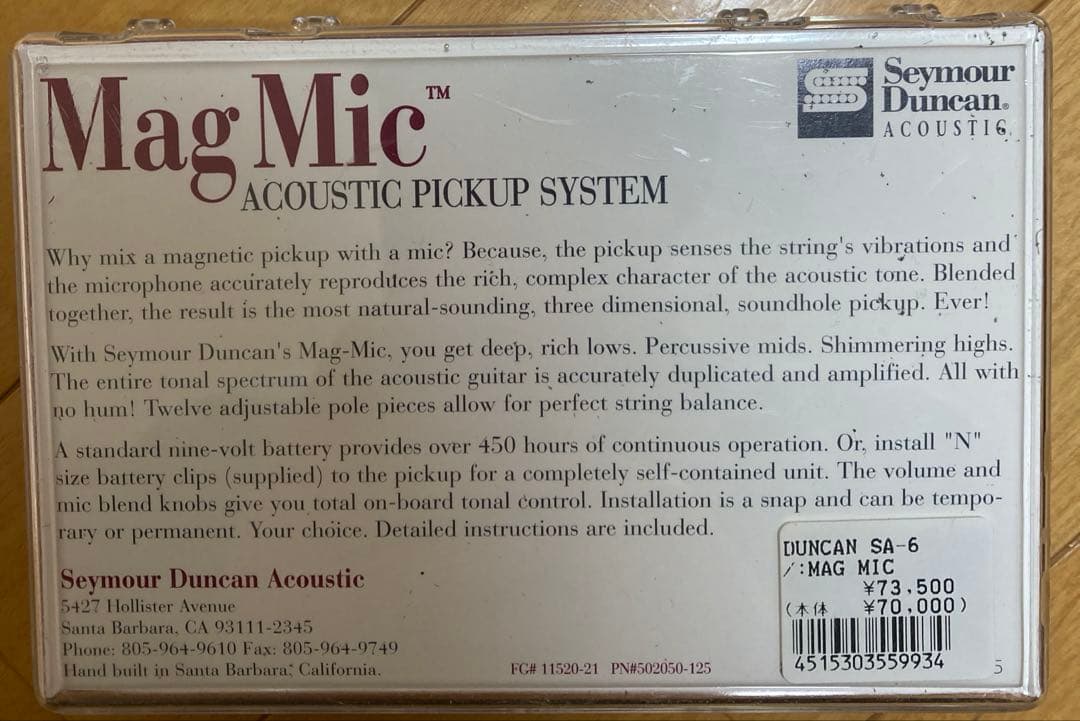 Mag Mic™
Seymour
Duncan®
ACOUSTIC
ACOUSTIC PICKUP SYSTEM
Why mix a magnetic pickup with a mic? Because, the pickup senses the string's vibrations and
the microphone accurately reproduces the rich, complex character of the acoustic tone. Blended
together, the result is the most natural-sounding, three dimensional, soundhole pickup. Ever!
With Seymour Duncan's Mag-Mic, you get deep, rich lows. Percussive mids. Shimmering highs.
The entire tonal spectrum of the acoustic guitar is accurately duplicated and amplified. All with
no hum! Twelve adjustable pole pieces allow for perfect string balance.
A standard nine-volt battery provides over 450 hours of continuous operation. Or, install "N"
size battery clips (supplied) to the pickup for a completely self-contained unit. The volume and
mic blend knobs give you total on-board tonal control. Installation is a snap and can be tempo-
rary or permanent. Your choice. Detailed instructions are included.
Seymour Duncan Acoustic
5427 Hollister Avenue
Santa Barbara, CA 93111-2345
Phone: 805-964-9610 Fax: 805-964-9749
Hand built in Santa Barbara, California.
FG# 11520-21 PN#502050-125
DUNCAN SA-6
/:MAG MIC
¥73,500
(本体 ¥70,000)
4515303559934
5